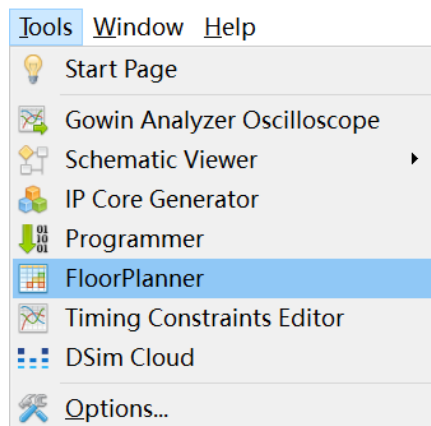 Tools Window Help
Start Page
Gowin Analyzer Oscilloscope
Schematic Viewer
IP Core Generator
Programmer
FloorPlanner
Timing Constraints Editor
DSim Cloud
Options...